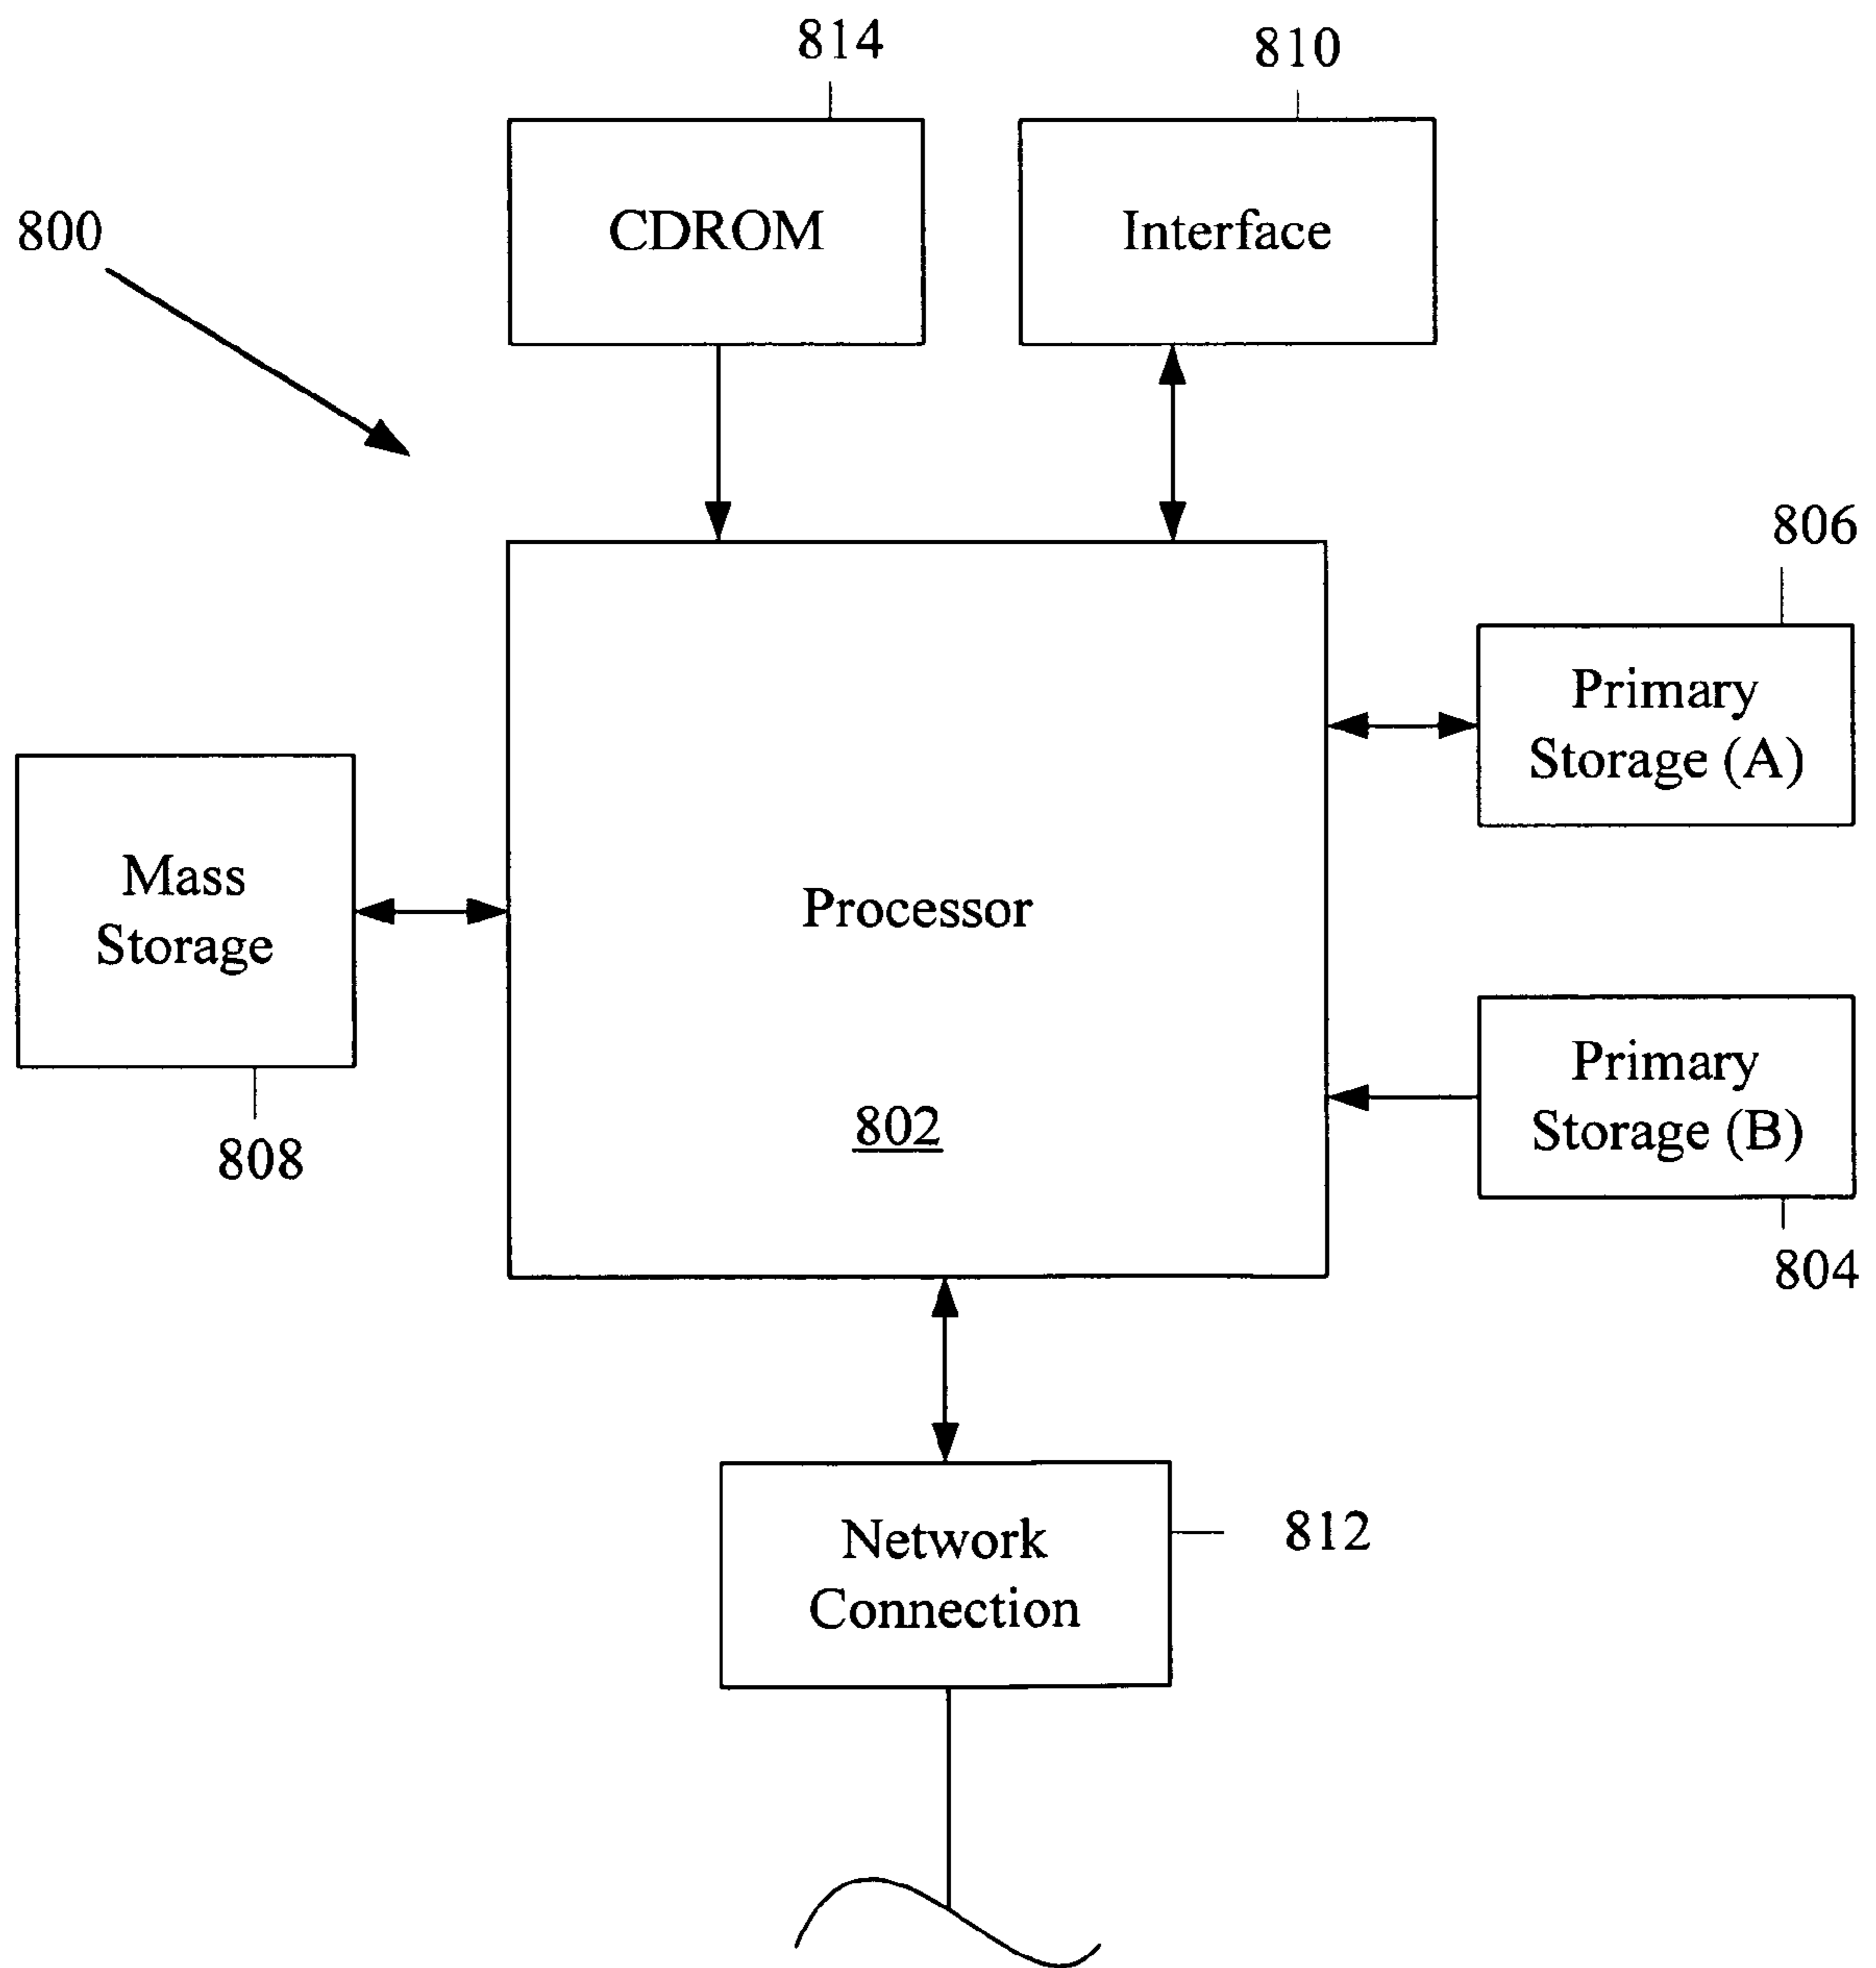 814
810
800
CDROM
Interface
806
Primary
Storage (A)
Mass
Storage
Processor
Primary
Storage (B)
802
808
804
Network
Connection
812